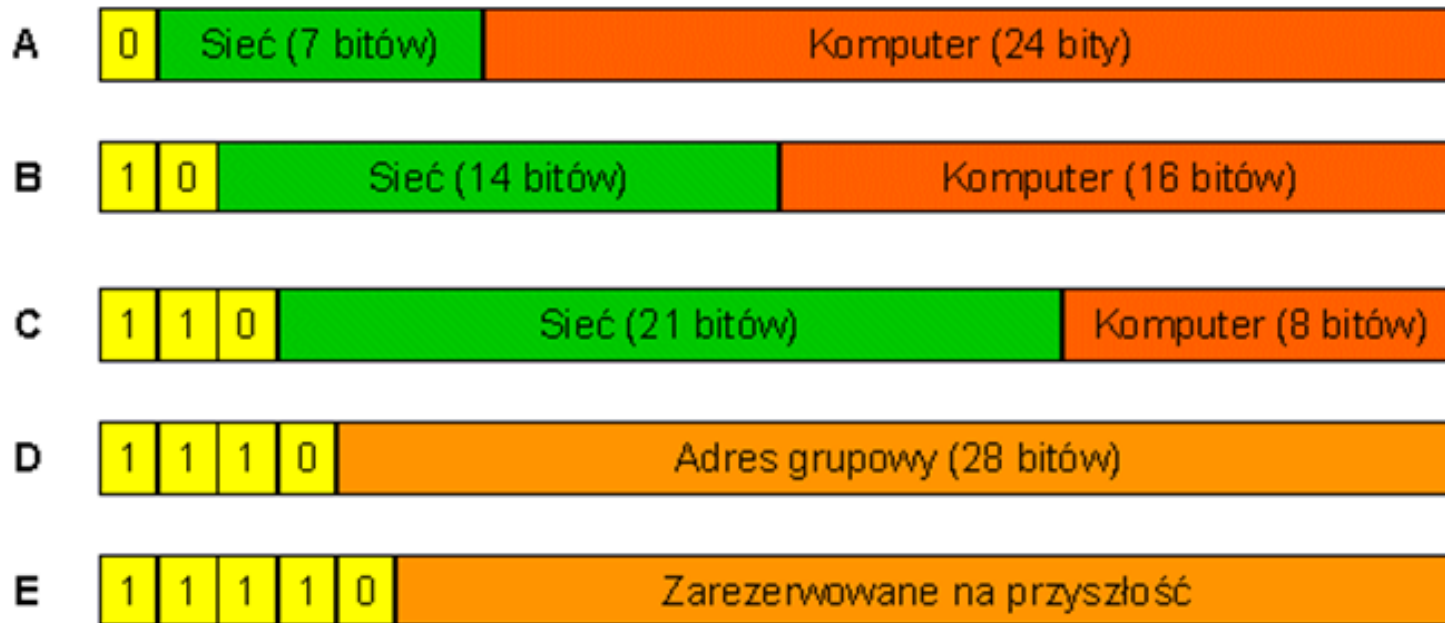 A 0 Sieć (7 bitów) Komputer (24 bity)
B 1 0 Sieć (14 bitów) Komputer (16 bitów)
C 1 1 0 Sieć (21 bitów) Komputer (8 bitów)
D 1 1 1 0 Adres grupowy (28 bitów)
E 1 1 1 1 0 Zarezerwowane na przyszłość